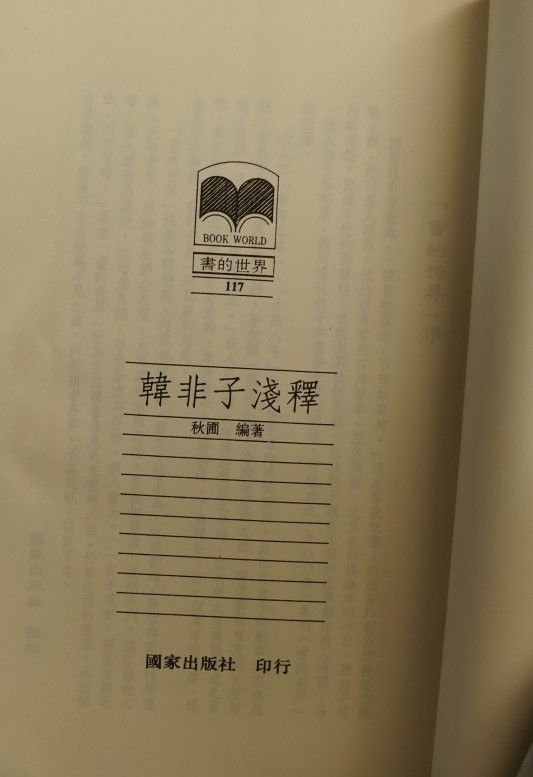 BOOK WORLD
書的世界
117
韓非子淺釋
秋圃 編著
國家出版社 印行